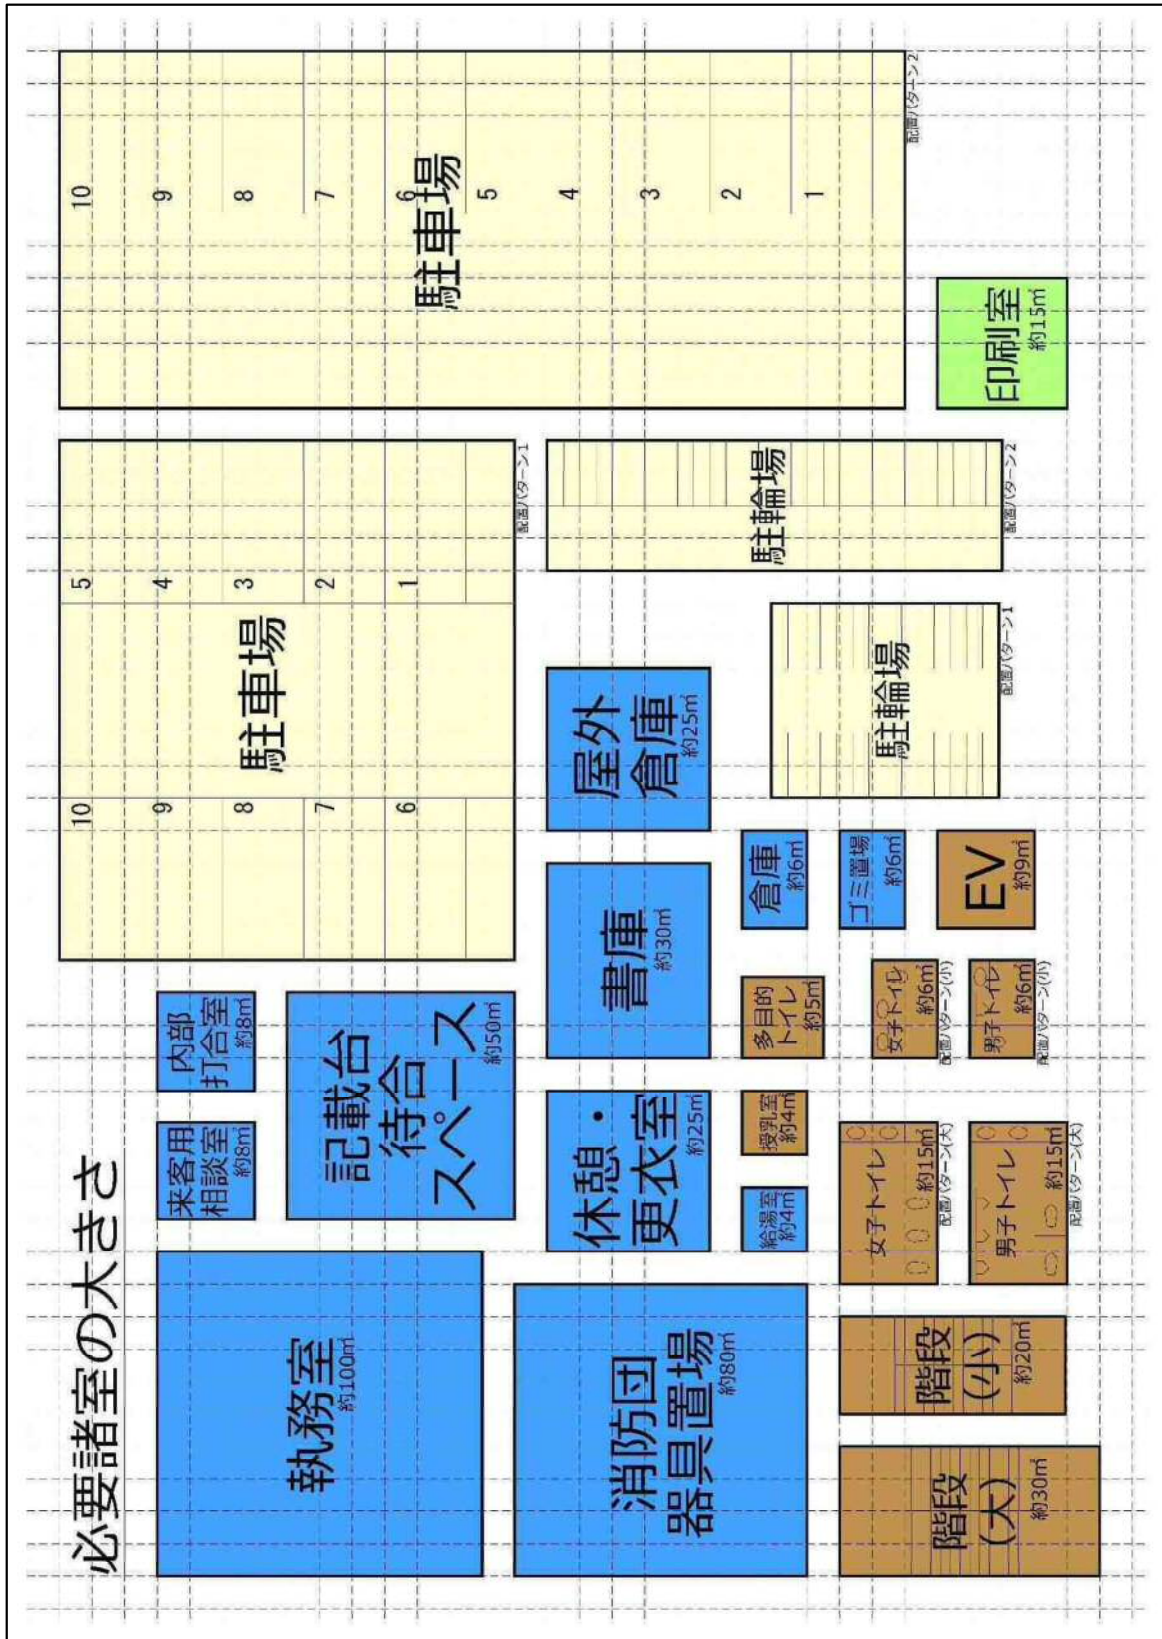 必要諸室の大きさ
執務室
約100㎡
来客用
相談室
約8㎡
内部
打合室
約8㎡
記載台
待合
スペース
約50㎡
駐車場
10
9
8
7
6
5
4
3
2
1
配置パターン1
駐車場
10
9
8
7
6
5
4
3
2
1
配置パターン2
消防団
器具置場
約80㎡
休憩・
更衣室
約25㎡
書庫
約30㎡
屋外
倉庫
約25㎡
駐輪場
配置パターン2
給湯室
約4㎡
授乳室
約4㎡
多目的
トイレ
約5㎡
倉庫
約6㎡
駐輪場
配置パターン1
階段
(大)
約30㎡
階段
(小)
約20㎡
女子トイレ
約15㎡
配置パターン(大)
男子トイレ
約15㎡
配置パターン(大)
女子トイレ
約6㎡
配置パターン(小)
男子トイレ
約6㎡
配置パターン(小)
ゴミ置場
約6㎡
EV
約9㎡
印刷室
約15㎡